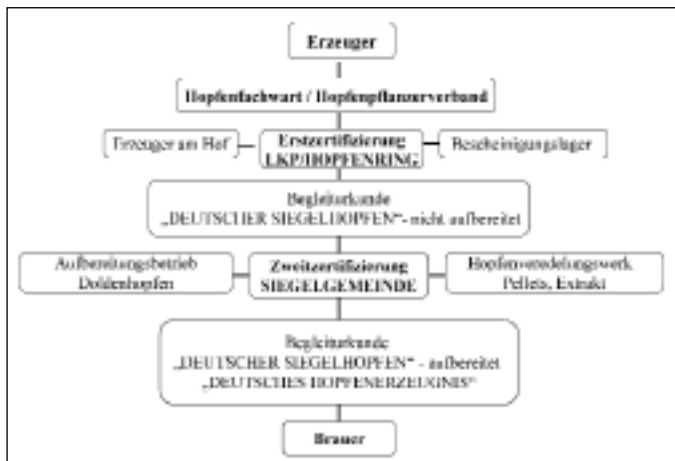 Erzeuger
Hopfenfachwart / Hopfenpflanzerverband
Erzeuger am Hof
Erstzertifizierung
LKP/HOPFENRING
Bescheinigungslager
Begleiturkunde
„DEUTSCHER SIEGELHOPFEN“ - nicht aufbereitet
Aufbereitungsbetrieb
Doldenhopfen
Zweitzertifizierung
SIEGELGEMEINDE
Hopfenveredelungswerk
Pellets, Extrakt
Begleiturkunde
„DEUTSCHER SIEGELHOPFEN“ - aufbereitet
„DEUTSCHES HOPFENERZEUGNIS“
Brauer